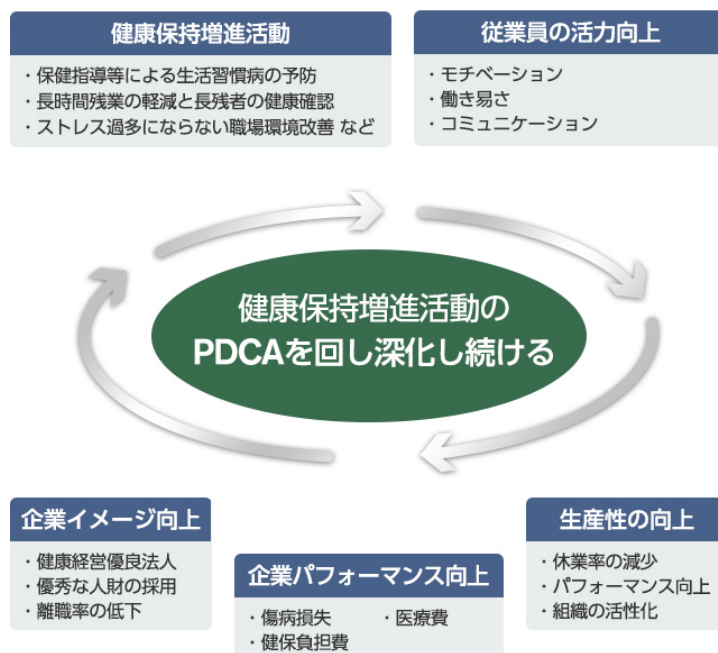 健康保持増進活動
・保健指導等による生活習慣病の予防
・長時間残業の軽減と長残者の健康確認
・ストレス過多にならない職場環境改善 など
従業員の活力向上
・モチベーション
・働き易さ
・コミュニケーション
健康保持増進活動の
PDCAを回し深化し続ける
企業イメージ向上
・健康経営優良法人
・優秀な人財の採用
・離職率の低下
企業パフォーマンス向上
・傷病損失 ・医療費
・健保負担費
生産性の向上
・休業率の減少
・パフォーマンス向上
・組織の活性化